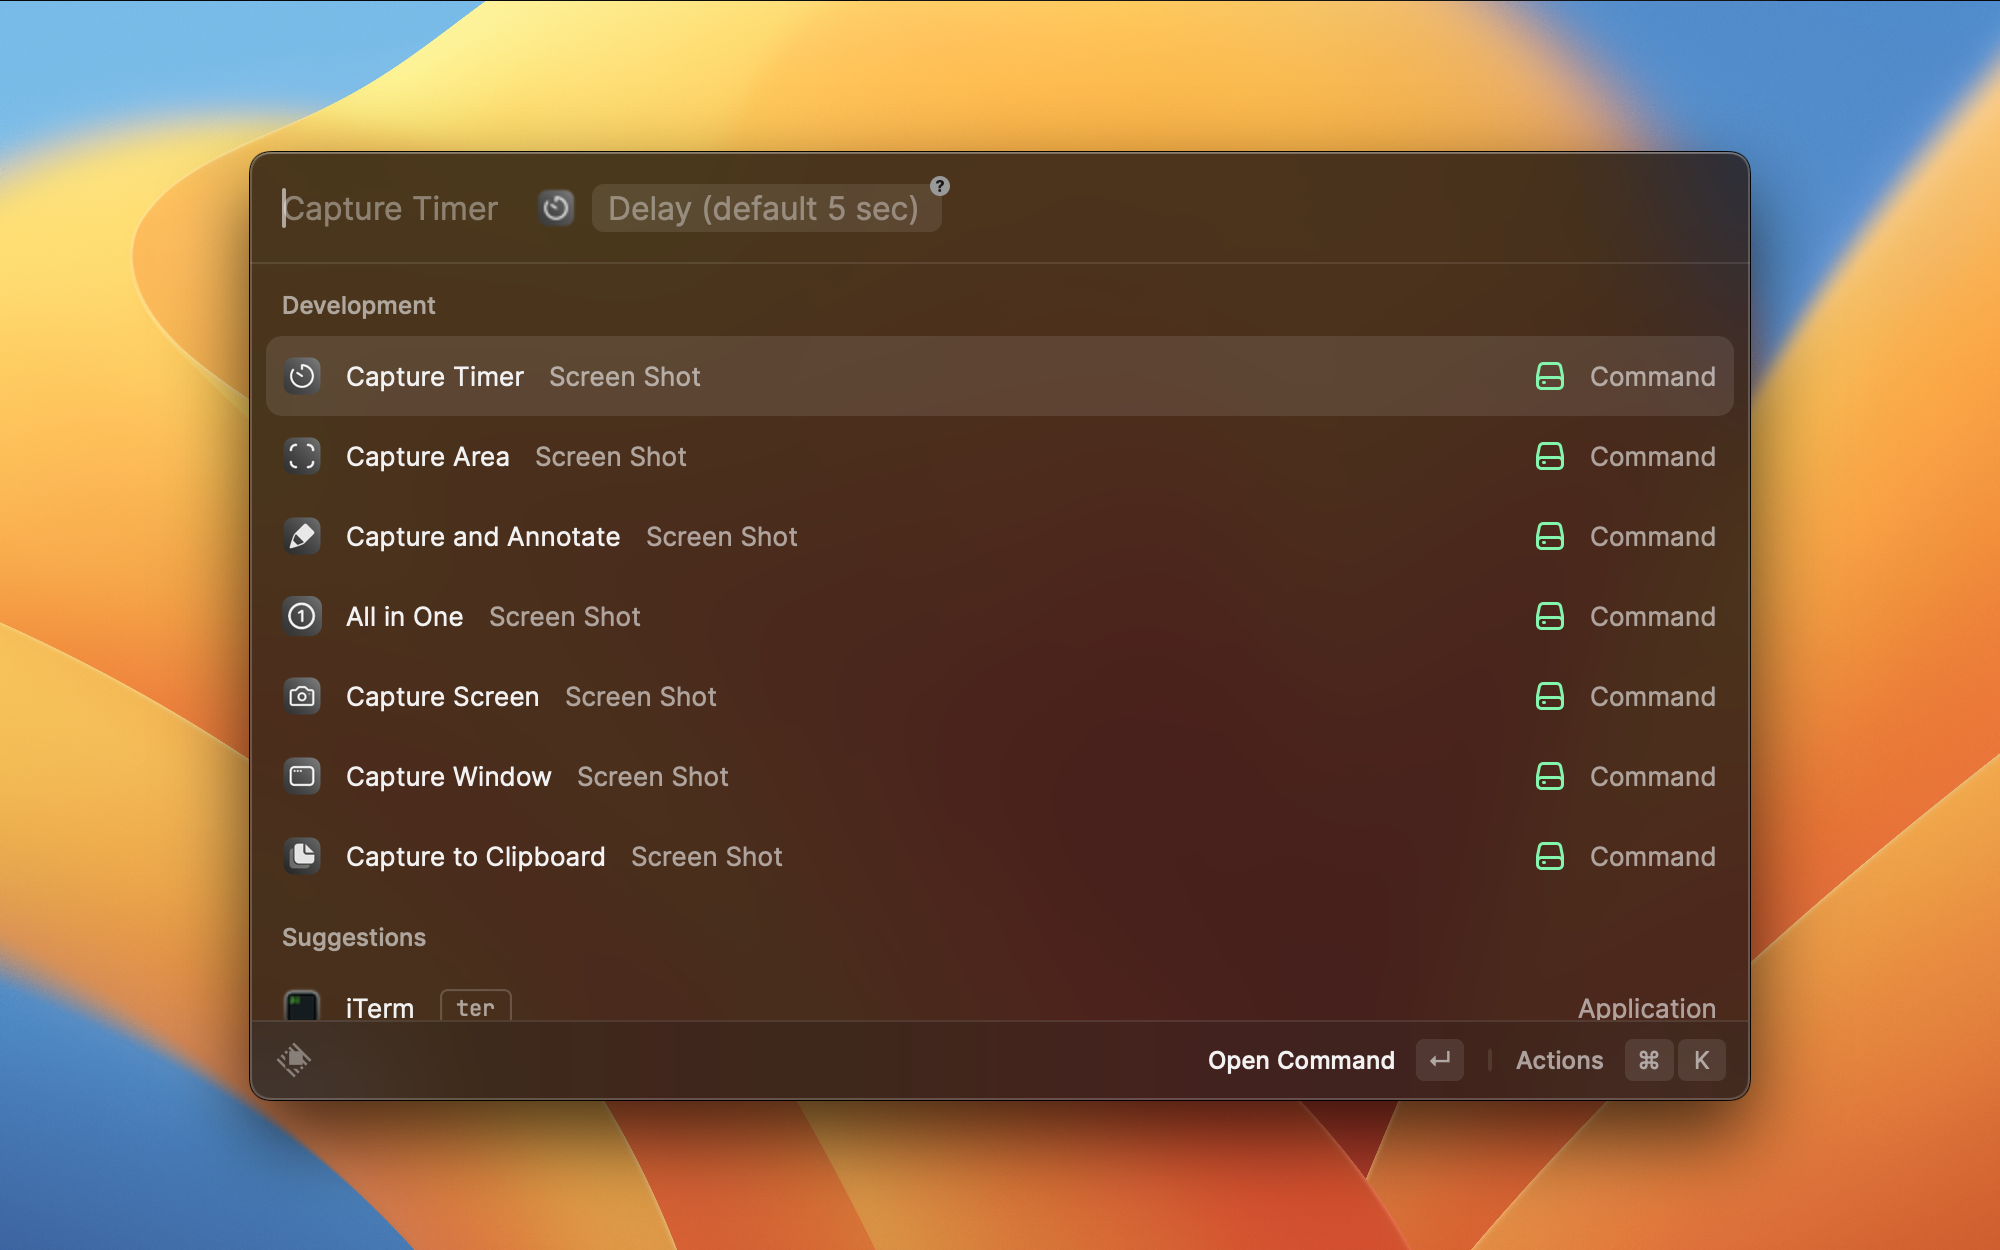 Capture Timer Delay (default 5 sec) ?
Development
Capture Timer Screen Shot Command
Capture Area Screen Shot Command
Capture and Annotate Screen Shot Command
All in One Screen Shot Command
Capture Screen Screen Shot Command
Capture Window Screen Shot Command
Capture to Clipboard Screen Shot Command
Suggestions
iTerm ter Application
Open Command ↵ Actions ⌘ K